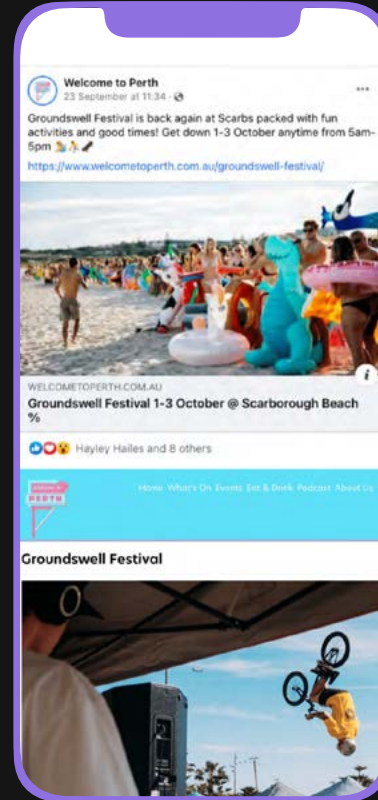 Welcome to Perth
23 September at 11:34 ·
Groundswell Festival is back again at Scarbs packed with fun
activities and good times! Get down 1-3 October anytime from 5am-
5pm
https://www.welcometoperth.com.au/groundswell-festival/
WELCOMETOPERTH.COM.AU
Groundswell Festival 1-3 October @ Scarborough Beach
%
Hayley Hailes and 8 others
PERTH
Home What's On Events Eat & Drink Podcast About Us
Groundswell Festival